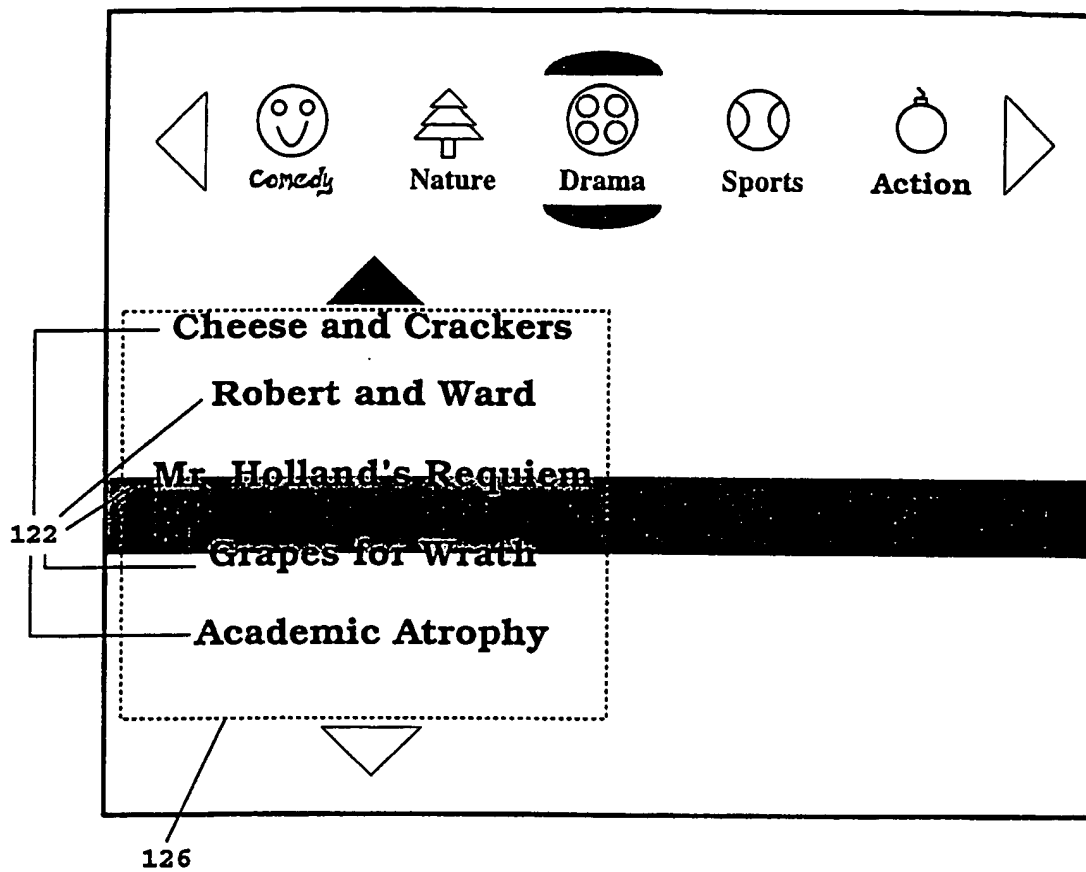 Comedy Nature Drama Sports Action
Cheese and Crackers
Robert and Ward
Mr. Holland's Requiem
122
Grapes for Wrath
Academic Atrophy
126